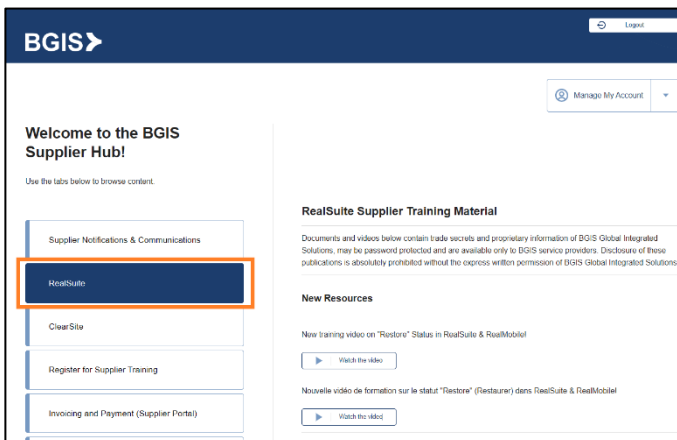 BGIS
Logout
Manage My Account
Welcome to the BGIS
Supplier Hub!
Use the tabs below to browse content.
Supplier Notifications & Communications
RealSuite
ClearSite
Register for Supplier Training
Invoicing and Payment (Supplier Portal)
RealSuite Supplier Training Material
Documents and videos below contain trade secrets and proprietary information of BGIS Global Integrated
Solutions, may be password protected and are available only to BGIS service providers. Disclosure of these
publications is absolutely prohibited without the express written permission of BGIS Global Integrated Solutions
New Resources
New training video on "Restore" Status in RealSuite & RealMobile!
Watch the video
Nouvelle vidéo de formation sur le statut "Restore" (Restaurer) dans RealSuite & RealMobile!
Watch the video